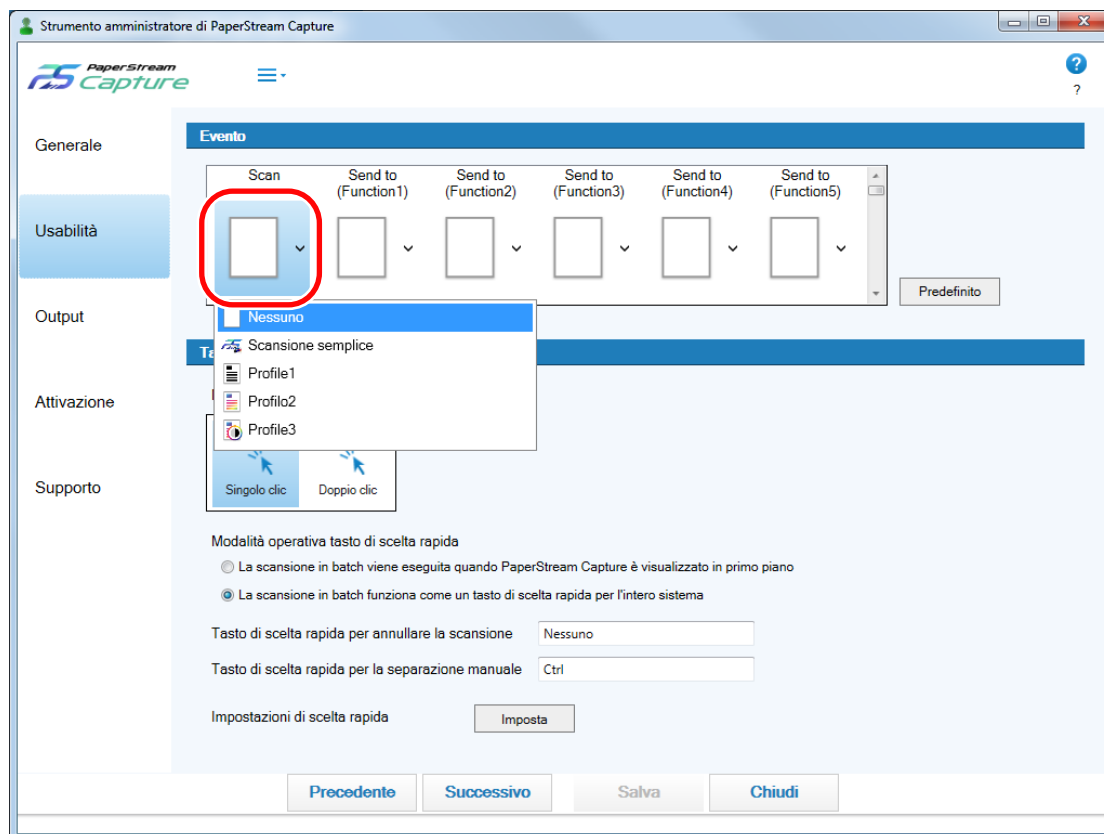 Strumento amministratore di PaperStream Capture
PaperStream
Capture
?
?
Generale
Usabilità
Output
Attivazione
Supporto
Evento
Scan
Send to
(Function1)
Send to
(Function2)
Send to
(Function3)
Send to
(Function4)
Send to
(Function5)
Predefinito
Nessuno
Scansione semplice
Profile1
Profilo2
Profile3
Ta
Singolo clic
Doppio clic
Modalità operativa tasto di scelta rapida
La scansione in batch viene eseguita quando PaperStream Capture è visualizzato in primo piano
La scansione in batch funziona come un tasto di scelta rapida per l'intero sistema
Tasto di scelta rapida per annullare la scansione Nessuno
Tasto di scelta rapida per la separazione manuale Ctrl
Impostazioni di scelta rapida Imposta
Precedente Successivo Salva Chiudi